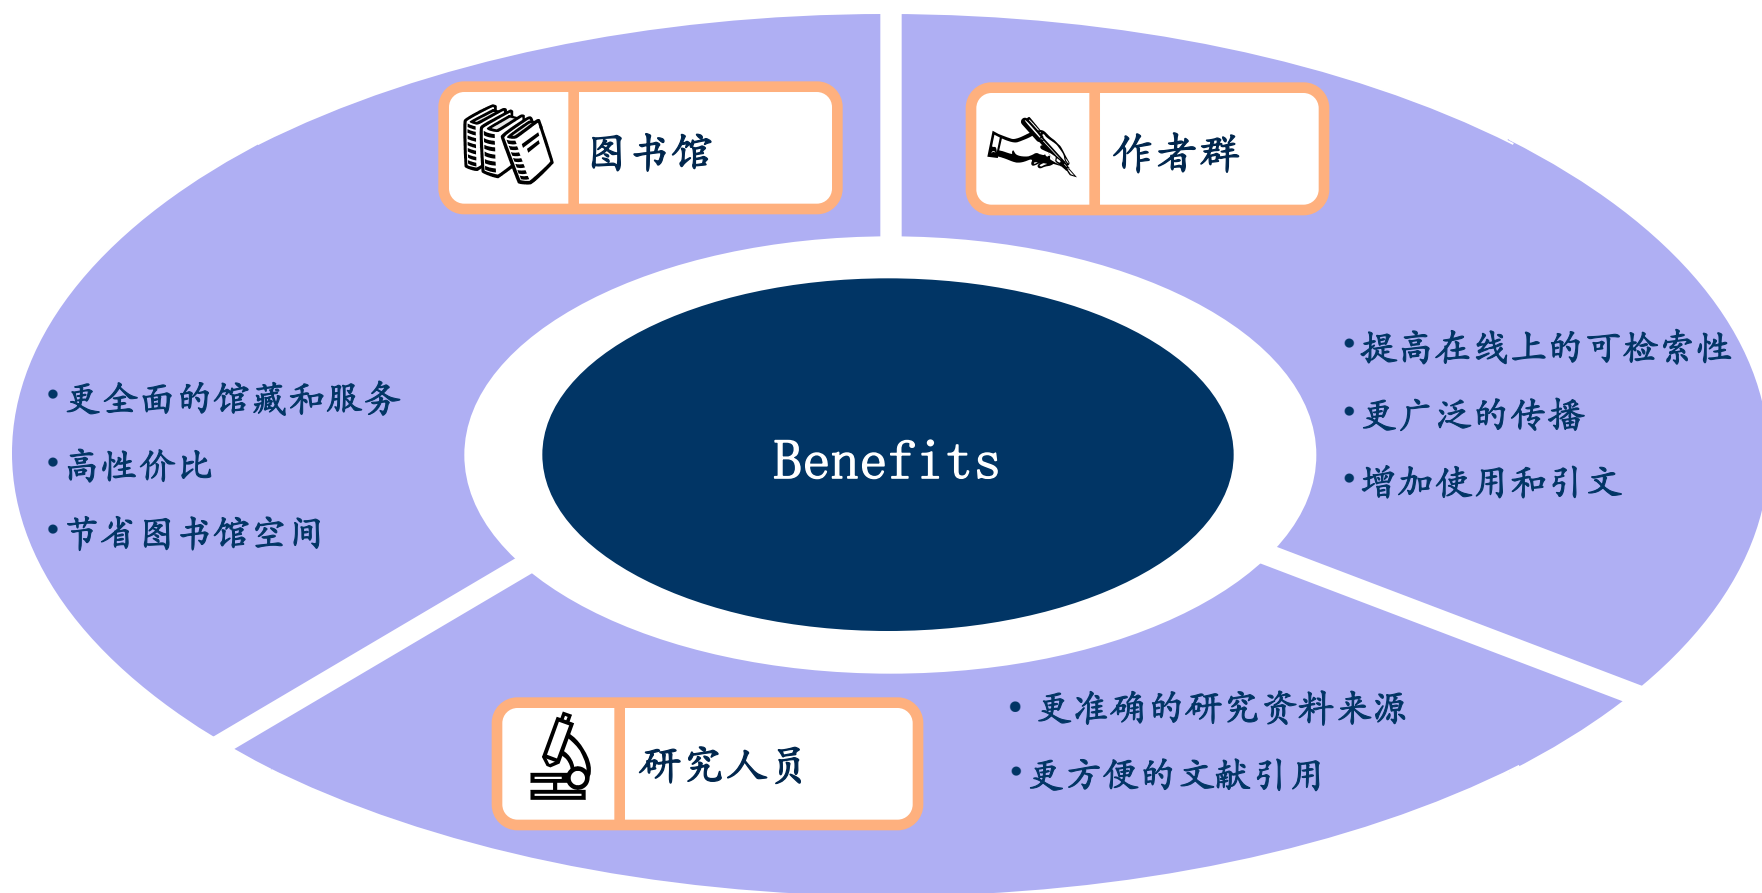 图书馆
作者群
•更全面的馆藏和服务
•高性价比
•节省图书馆空间
Benefits
•提高在线上的可检索性
•更广泛的传播
•增加使用和引文
研究人员
• 更准确的研究资料来源
•更方便的文献引用